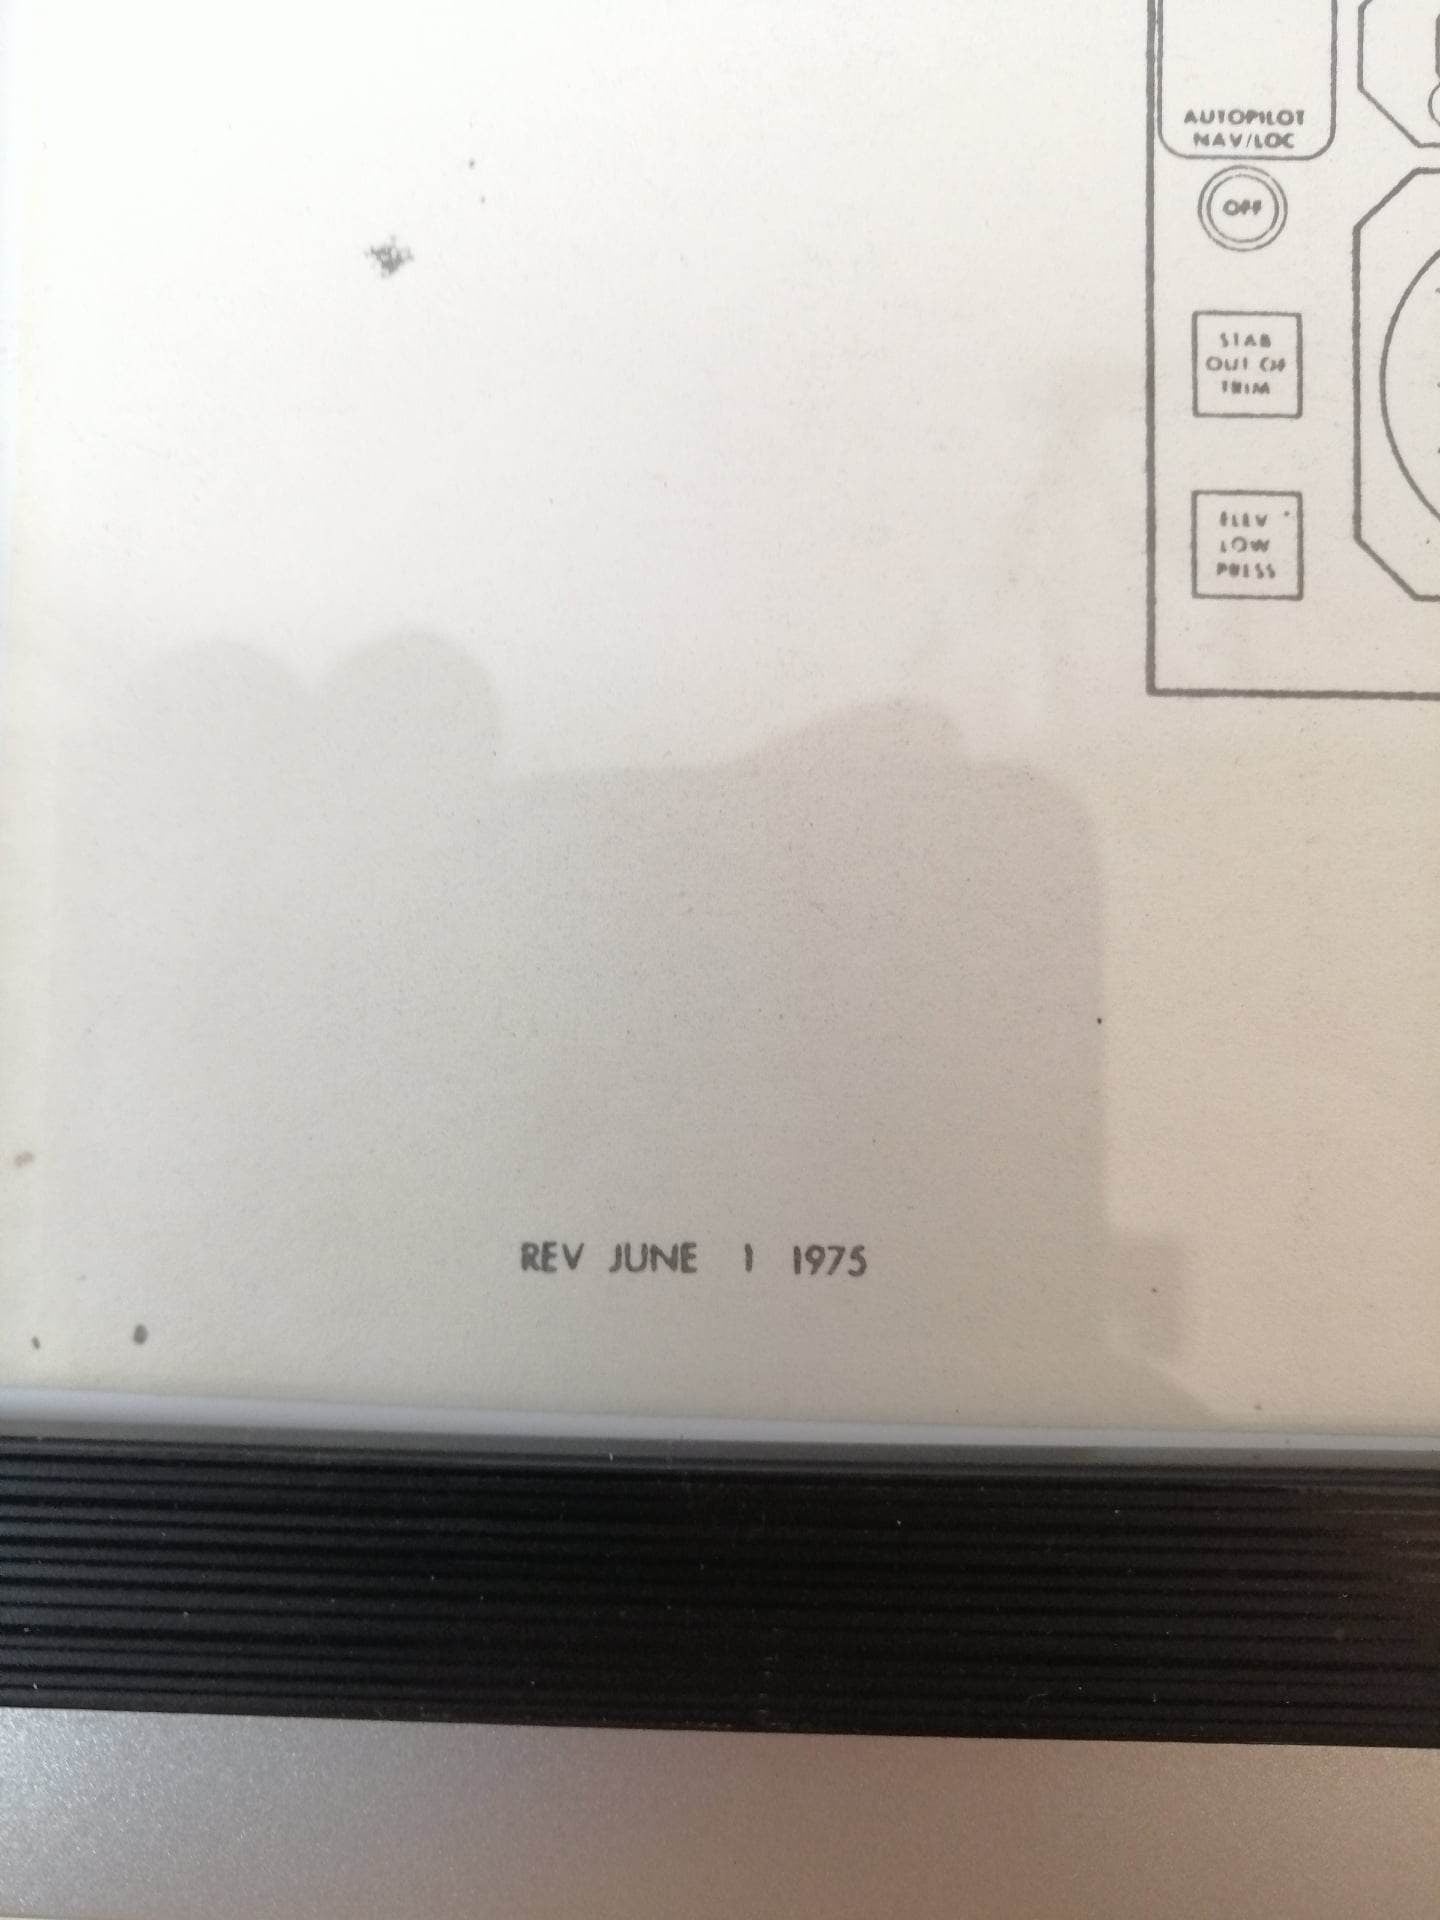 AUTOPILOT
NAV/LOC
OFF
STAB
OUT OF
TRIM
ELEV
LOW
PRESS
REV JUNE 1 1975